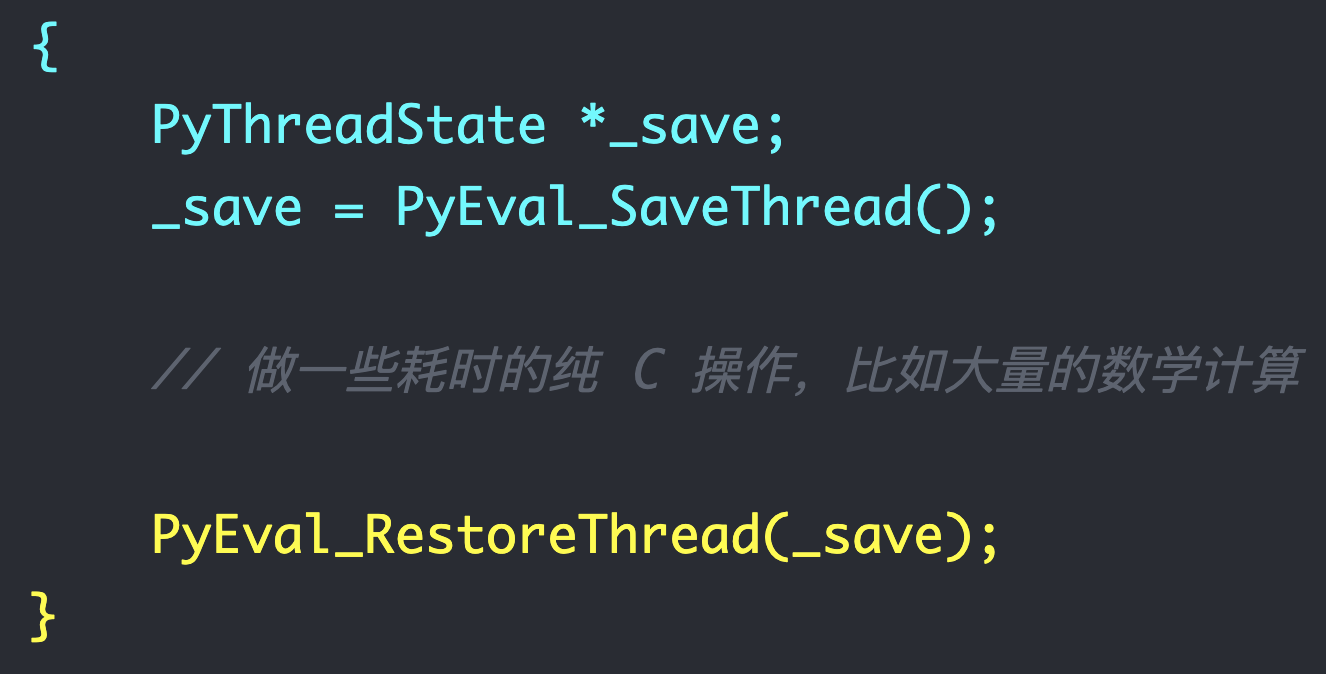 {
PyThreadState *_save;
_save = PyEval_SaveThread();
// 做一些耗时的纯 C 操作，比如大量的数学计算
PyEval_RestoreThread(_save);
}